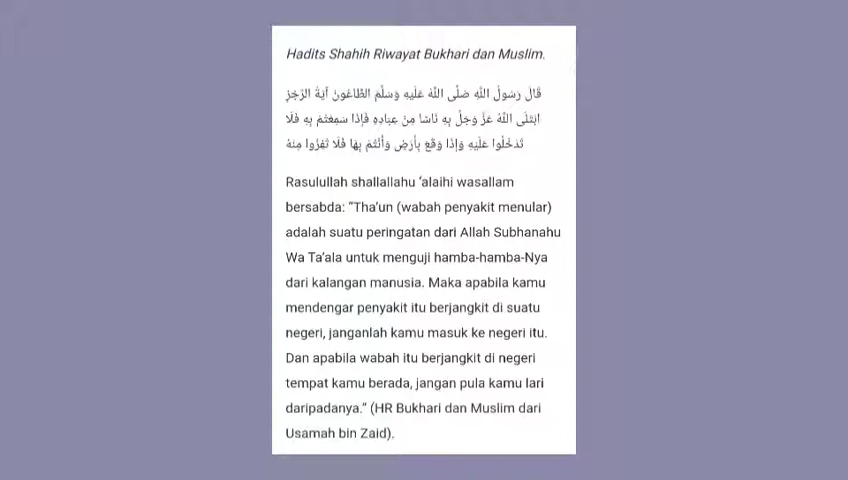 Hadits Shahih Riwayat Bukhari dan Muslim.
قَالَ رَسُولُ اللَّهِ صَلَّى اللَّهُ عَلَيْهِ وَسَلَّمَ الطَّاعُونُ آيَةُ الرِّجْزِ
ابْتَلَى اللَّهُ عَزَّ وَجَلَّ بِهِ نَاسًا مِنْ عِبَادِهِ فَإِذَا سَمِعْتُمْ بِهِ فَلَا
تَدْخُلُوا عَلَيْهِ وَإِذَا وَقَعَ بِأَرْضٍ وَأَنْتُمْ بِهَا فَلَا تَفِرُّوا مِنْهُ
Rasulullah shallallahu ‘alaihi wasallam
bersabda: “Tha’un (wabah penyakit menular)
adalah suatu peringatan dari Allah Subhanahu
Wa Ta’ala untuk menguji hamba-hamba-Nya
dari kalangan manusia. Maka apabila kamu
mendengar penyakit itu berjangkit di suatu
negeri, janganlah kamu masuk ke negeri itu.
Dan apabila wabah itu berjangkit di negeri
tempat kamu berada, jangan pula kamu lari
daripadanya.” (HR Bukhari dan Muslim dari
Usamah bin Zaid).